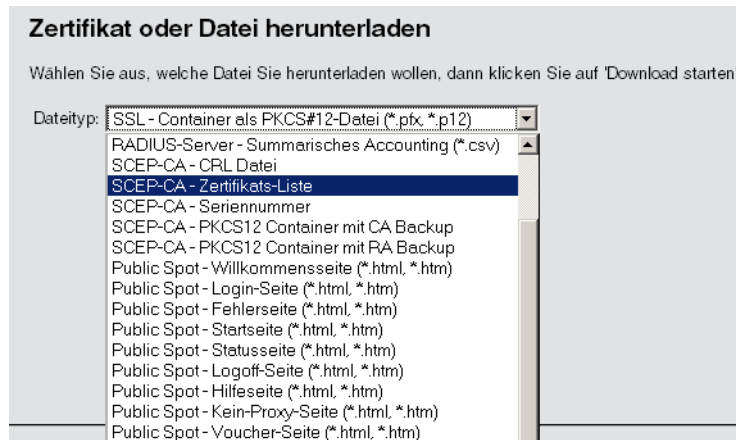 Zertifikat oder Datei herunterladen
Wählen Sie aus, welche Datei Sie herunterladen wollen, dann klicken Sie auf 'Download starten'
Dateityp: SSL - Container als PKCS#12-Datei (*.pfx, *.p12)
RADIUS-Server - Summarisches Accounting (*.csv)
SCEP-CA - CRL Datei
SCEP-CA - Zertifikats-Liste
SCEP-CA - Seriennummer
SCEP-CA - PKCS12 Container mit CA Backup
SCEP-CA - PKCS12 Container mit RA Backup
Public Spot - Willkommensseite (*.html, *.htm)
Public Spot - Login-Seite (*.html, *.htm)
Public Spot - Fehlerseite (*.html, *.htm)
Public Spot - Startseite (*.html, *.htm)
Public Spot - Statusseite (*.html, *.htm)
Public Spot - Logoff-Seite (*.html, *.htm)
Public Spot - Hilfeseite (*.html, *.htm)
Public Spot - Kein-Proxy-Seite (*.html, *.htm)
Public Spot - Voucher-Seite (*.html, *.htm)